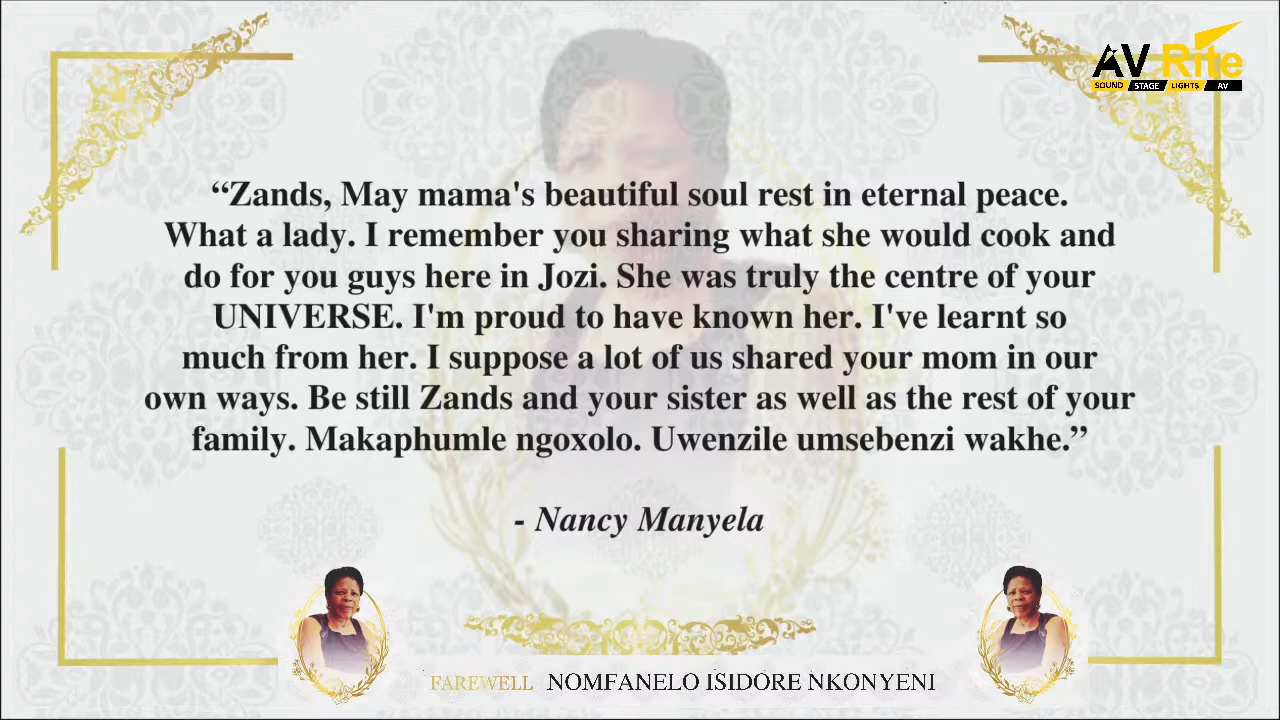 AV Rite
SOUND STAGE LIGHTS AV
“Zands, May mama's beautiful soul rest in eternal peace.
What a lady. I remember you sharing what she would cook and
do for you guys here in Jozi. She was truly the centre of your
UNIVERSE. I'm proud to have known her. I've learnt so
much from her. I suppose a lot of us shared your mom in our
own ways. Be still Zands and your sister as well as the rest of your
family. Makaphumle ngoxolo. Uwenzile umsebenzi wakhe.”
- Nancy Manyela
FAREWELL NOMFANELO ISIDORE NKONYENI